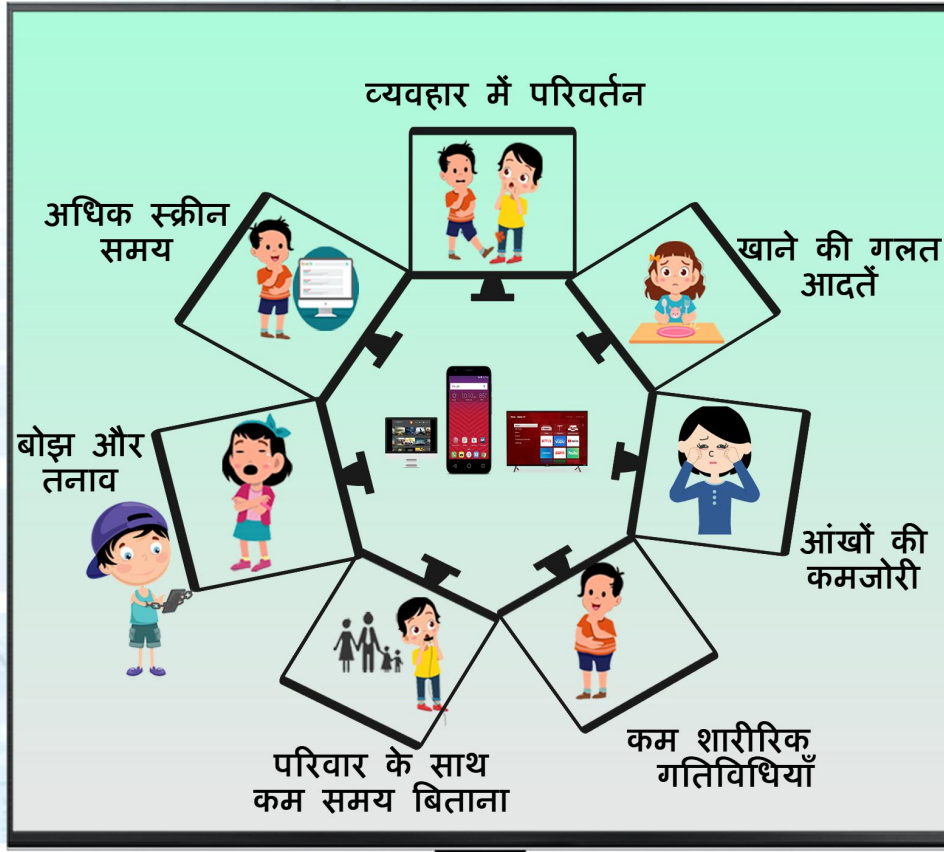 व्यवहार में परिवर्तन
अधिक स्क्रीन
समय
खाने की गलत
आदतें
बोझ और
तनाव
आंखों की
कमजोरी
कम शारीरिक
गतिविधियाँ
परिवार के साथ
कम समय बिताना